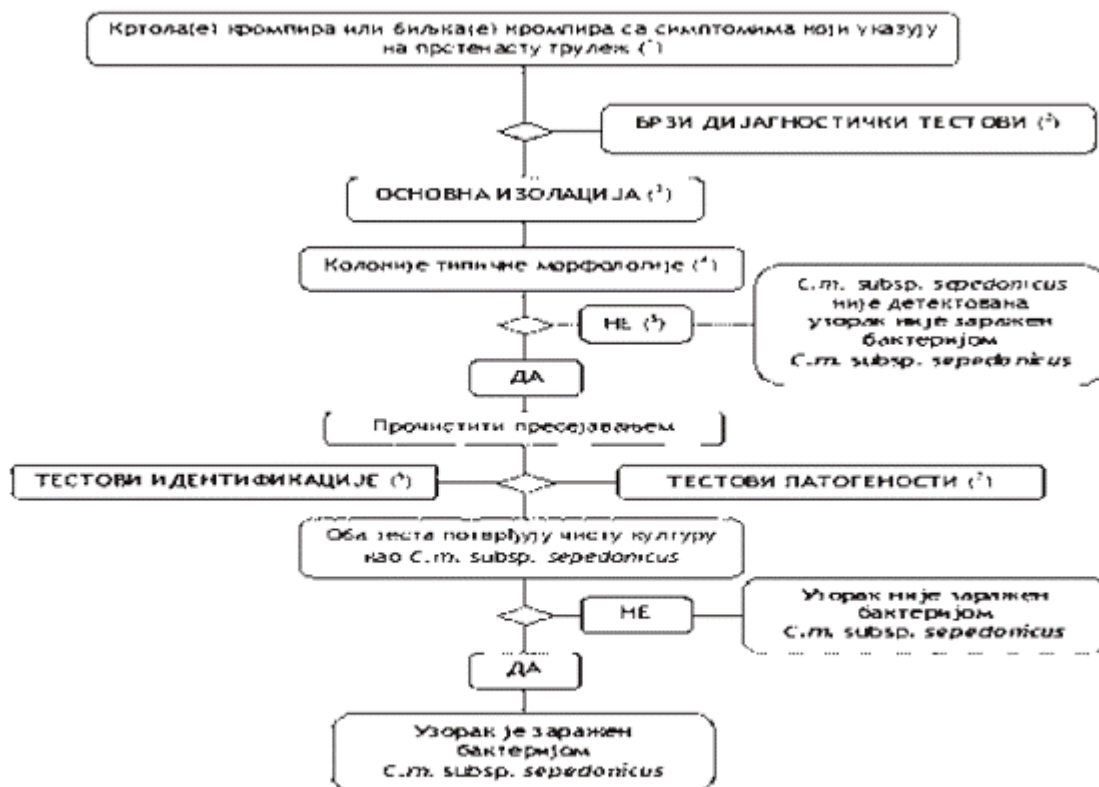 Кртола(е) кромпира или биљка(е) кромпира са симптомима који указују
на прстенасту трулеж (¹)
БРЗИ ДИЈАГНОСТИЧКИ ТЕСТОВИ (²)
ОСНОВНА ИЗОЛАЦИЈА (³)
Колоније типичне морфологије (⁴)
НЕ (⁵)
C.m. subsp. sepedonicus
није детектована
узорак није заражен
бактеријом
C.m. subsp. sepedonicus
ДА
Прочистити пресејавањем
ТЕСТОВИ ИДЕНТИФИКАЦИЈЕ (⁶)
ТЕСТОВИ ПАТОГЕНОСТИ (⁷)
Оба теста потврђују чисту културу
као C.m. subsp. sepedonicus
НЕ
Узорак није заражен
бактеријом
C.m. subsp. sepedonicus
ДА
Узорак је заражен
бактеријом
C.m. subsp. sepedonicus